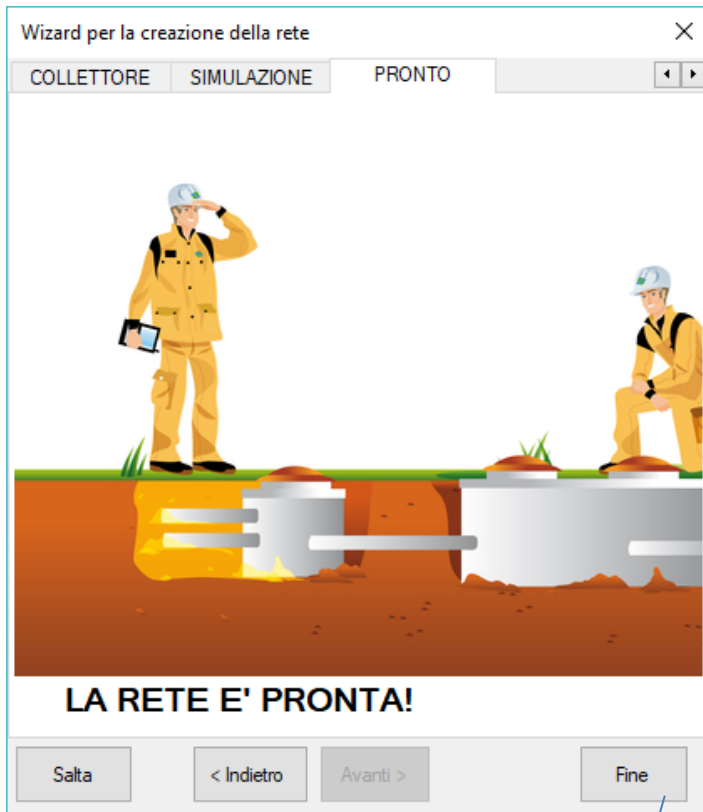 Wizard per la creazione della rete
COLLETTORE SIMULAZIONE PRONTO
LA RETE E' PRONTA!
Salta < Indietro Avanti > Fine